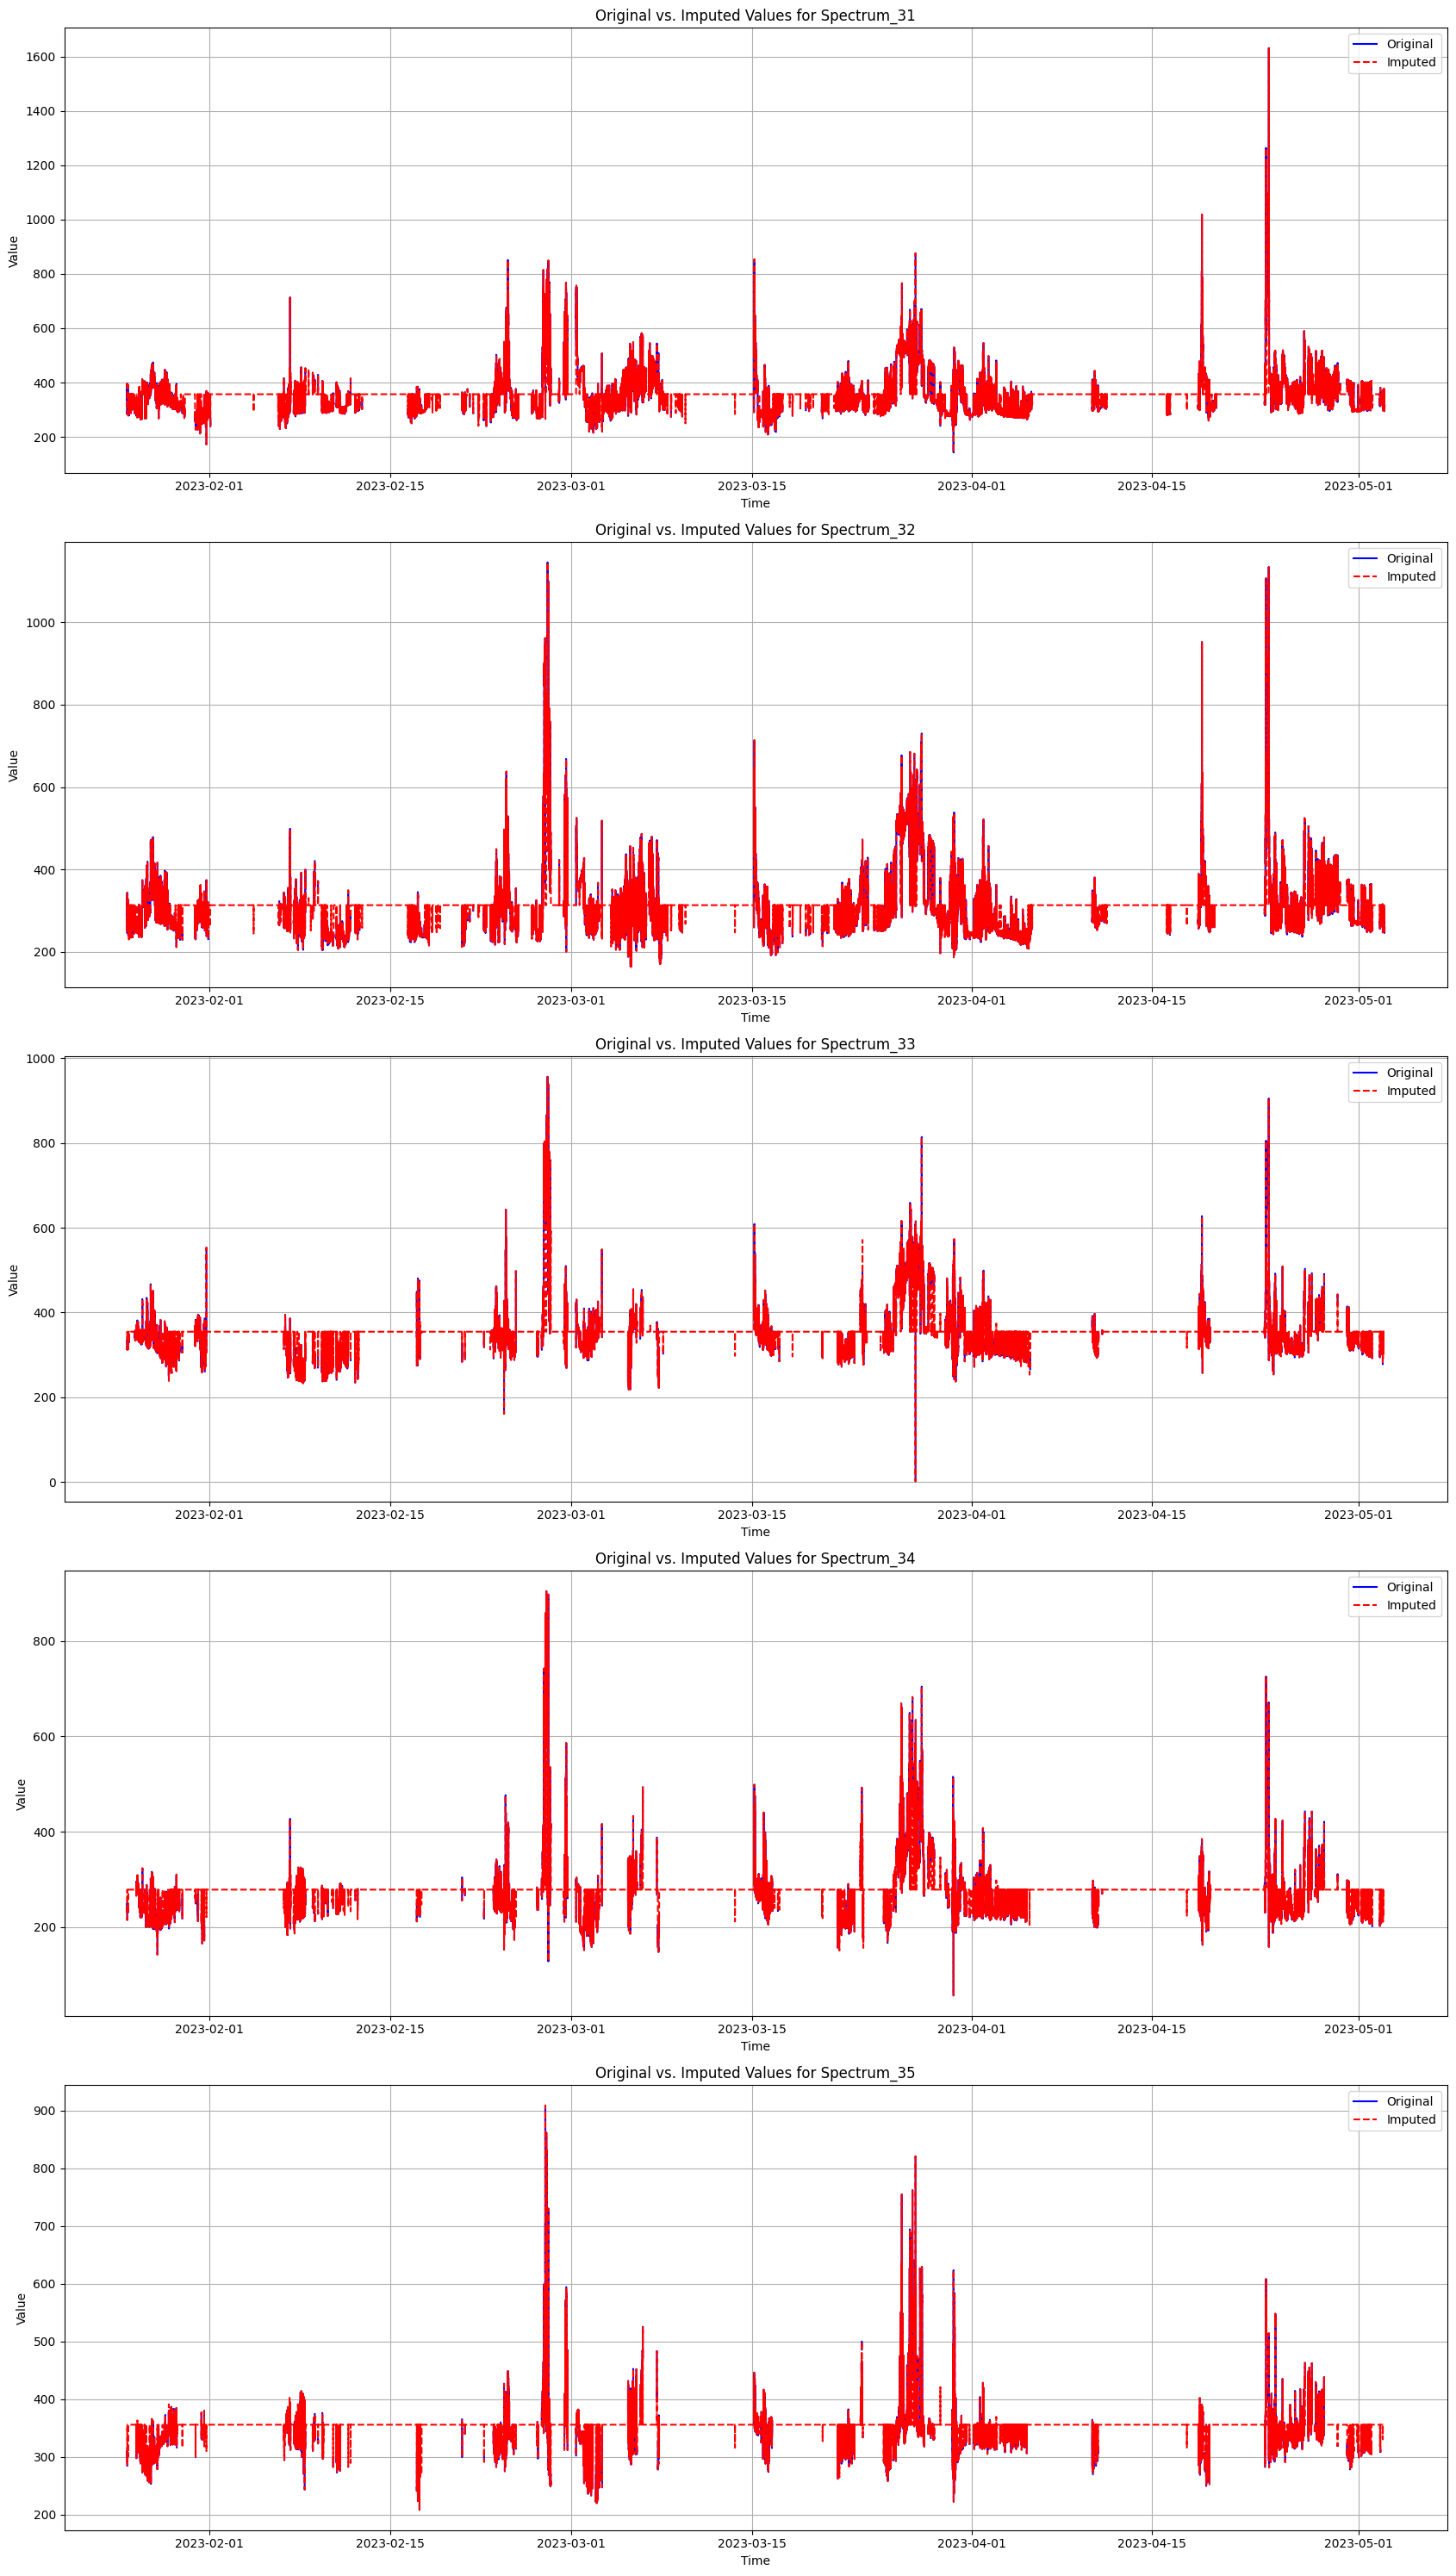 Original vs. Imputed Values for Spectrum_31
Original
Imputed
1600
1400
1200
1000
800
600
400
200
Value
2023-02-01 2023-02-15 2023-03-01 2023-03-15 2023-04-01 2023-04-15 2023-05-01
Time
Original vs. Imputed Values for Spectrum_32
Original
Imputed
1000
800
600
400
200
Value
2023-02-01 2023-02-15 2023-03-01 2023-03-15 2023-04-01 2023-04-15 2023-05-01
Time
Original vs. Imputed Values for Spectrum_33
Original
Imputed
1000
800
600
400
200
0
Value
2023-02-01 2023-02-15 2023-03-01 2023-03-15 2023-04-01 2023-04-15 2023-05-01
Time
Original vs. Imputed Values for Spectrum_34
Original
Imputed
800
600
400
200
Value
2023-02-01 2023-02-15 2023-03-01 2023-03-15 2023-04-01 2023-04-15 2023-05-01
Time
Original vs. Imputed Values for Spectrum_35
Original
Imputed
900
800
700
600
500
400
300
200
Value
2023-02-01 2023-02-15 2023-03-01 2023-03-15 2023-04-01 2023-04-15 2023-05-01
Time